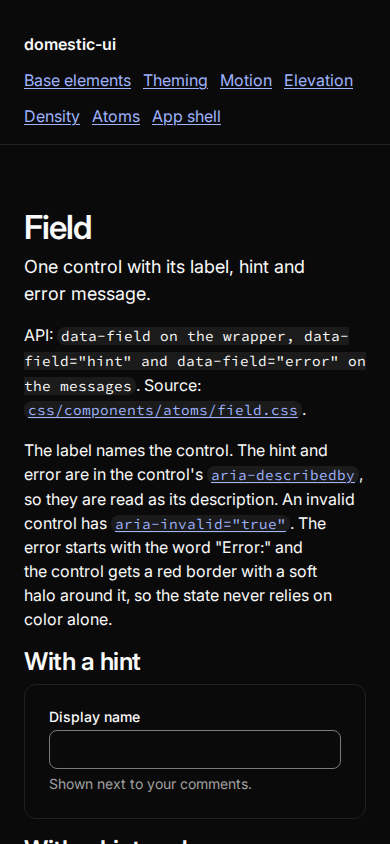 domestic-ui
Base elements Theming Motion Elevation
Density Atoms App shell
Field
One control with its label, hint and
error message.
API: data-field on the wrapper, data-
field="hint" and data-field="error" on
the messages. Source:
css/components/atoms/field.css.
The label names the control. The hint and
error are in the control's aria-describedby,
so they are read as its description. An invalid
control has aria-invalid="true". The
error starts with the word "Error:" and
the control gets a red border with a soft
halo around it, so the state never relies on
color alone.
With a hint
Display name
Shown next to your comments.